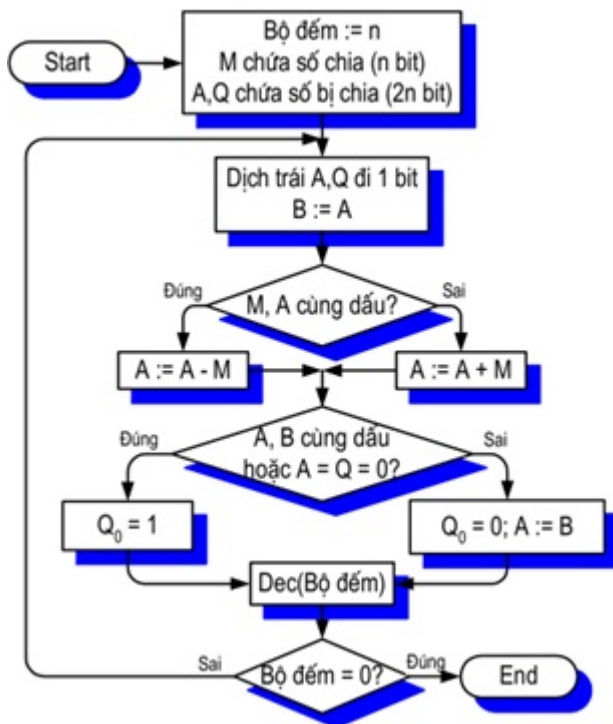 Start
Bộ đếm := n
M chứa số chia (n bit)
A,Q chứa số bị chia (2n bit)
Dịch trái A,Q đi 1 bit
B := A
Đúng
M, A cùng dấu?
Sai
A := A - M
A := A + M
Đúng
A, B cùng dấu
hoặc A = Q = 0?
Sai
Q₀ = 1
Q₀ = 0; A := B
Dec(Bộ đếm)
Sai
Bộ đếm = 0?
Đúng
End